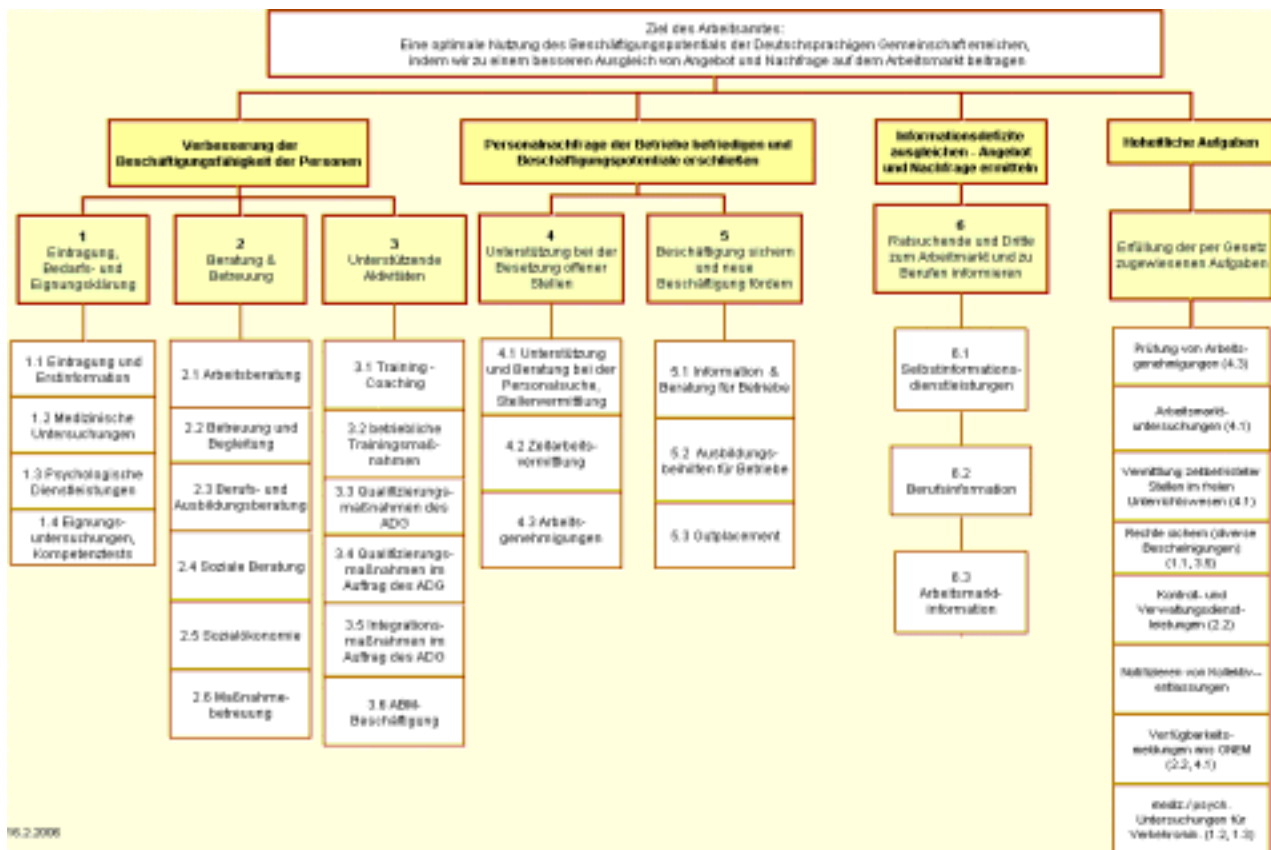 Ziel des Arbeitsamtes:
Eine optimale Nutzung des Beschäftigungspotentials der Deutschsprachigen Gemeinschaft erreichen,
indem wir zu einem besseren Ausgleich von Angebot und Nachfrage auf dem Arbeitsmarkt beitragen
Verbesserung der
Beschäftigungsfähigkeit der Personen
Personalnachfrage der Betriebe befriedigen und
Beschäftigungspotentiale erschließen
Informationsdefizite
ausgleichen - Angebot
und Nachfrage ermitteln
Hoheitliche Aufgaben
1
Eintragung,
Bedarfs- und
Eignungsklärung
2
Beratung &
Betreuung
3
Unterstützende
Aktivitäten
4
Unterstützung bei der
Besetzung offener
Stellen
5
Beschäftigung sichern
und neue
Beschäftigung fördern
6
Ratsuchende und Dritte
zum Arbeitmarkt und zu
Berufen informieren
Erfüllung der per Gesetz
zugewiesenen Aufgaben
1.1 Eintragung und
Erstinformation
1.2 Medizinische
Untersuchungen
1.3 Psychologische
Dienstleistungen
1.4 Eignungs-
untersuchungen,
Kompetenztests
2.1 Arbeitsberatung
2.2 Betreuung und
Begleitung
2.3 Berufs- und
Ausbildungsberatung
2.4 Soziale Beratung
2.5 Sozialökonomie
2.6 Maßnahme-
betreuung
3.1 Training -
Coaching
3.2 betriebliche
Trainingsmaß-
nahmen
3.3 Qualifizierungs-
maßnahmen des
ADG
3.4 Qualifizierungs-
maßnahmen im
Auftrag des ADG
3.5 Integrations-
maßnahmen im
Auftrag des ADG
3.6 ABM-
Beschäftigung
4.1 Unterstützung
und Beratung bei der
Personalsuche,
Stellenvermittlung
4.2 Zeitarbeits-
vermittlung
4.3 Arbeits-
genehmigungen
5.1 Information &
Beratung für Betriebe
5.2 Ausbildungs-
beihilfen für Betriebe
5.3 Outplacement
6.1
Selbstinformations-
dienstleistungen
6.2
Berufsinformation
6.3
Arbeitsmarkt-
information
Prüfung von Arbeits-
genehmigungen (4.3)
Arbeitsmarkt-
untersuchungen (4.1)
Vermittlung zeitbefristeter
Stellen im freien
Unterrichtswesen (4.1)
Rechte sichern (diverse
Bescheinigungen)
(1.1, 3.5)
Kontroll- und
Verwaltungsdienst-
leistungen (2.2)
Notifizieren von Kollektiv-
entlassungen
Verfügbarkeits-
meldungen ans ONEM
(2.2, 4.1)
mediz./ psych.
Untersuchungen für
(1.2, 1.3)
16.2.2006